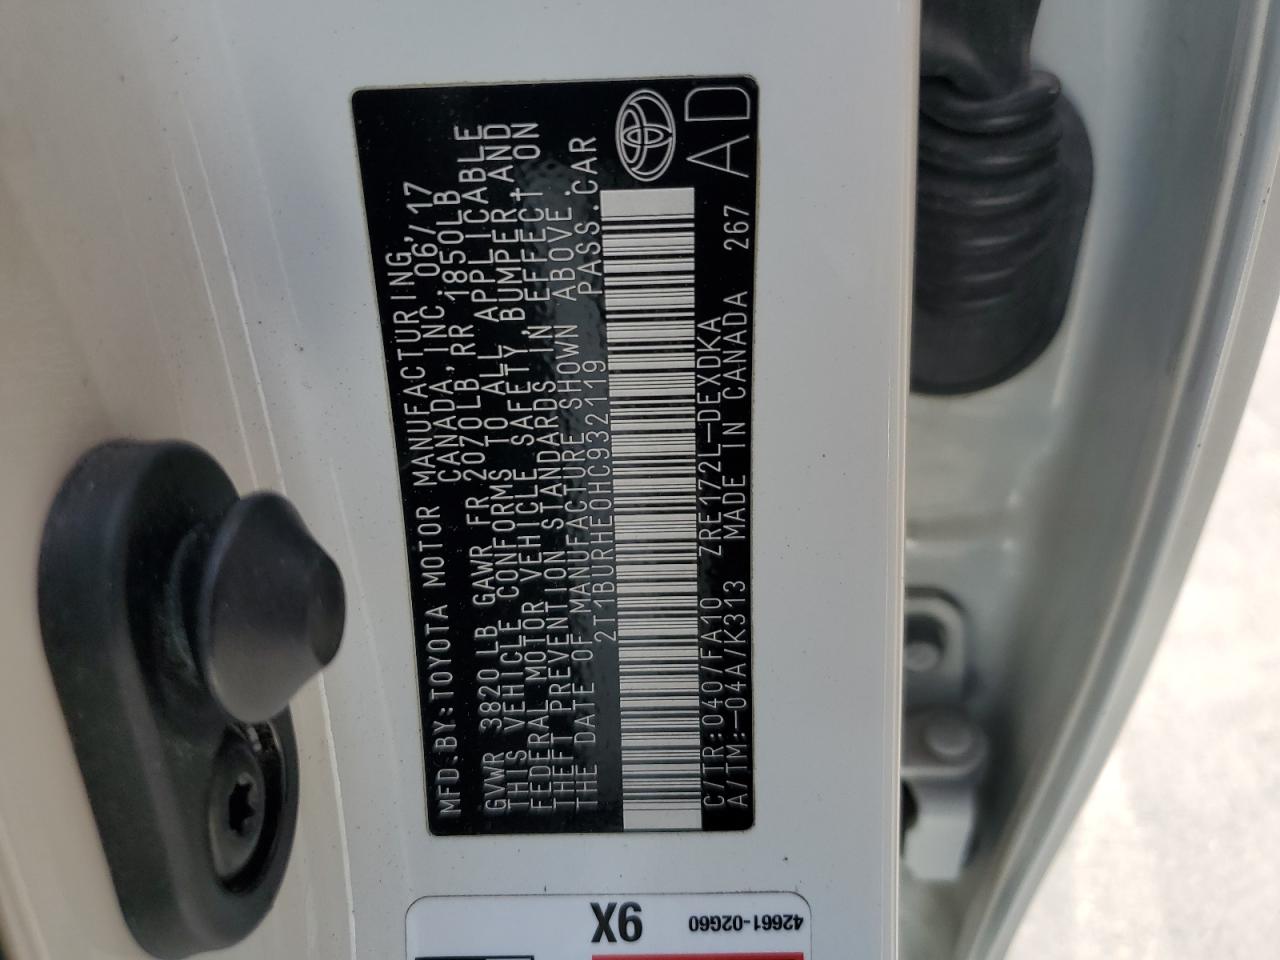 MFD.BY:TOYOTA MOTOR MANUFACTURING,
CANADA,INC. 06/17
GVWR 3820LB GAWR FR 2070LB,RR 1850LB
THIS VEHICLE CONFORMS TO ALL APPLICABLE
FEDERAL MOTOR VEHICLE SAFETY,BUMPER,AND
THEFT PREVENTION STANDARDS IN EFFECT ON
THE DATE OF MANUFACTURE SHOWN ABOVE.
2T1BURHE0HC932119 PASS.CAR
C/TR:040/FA10 ZRE172L-DEXDKA
A/TM:-04A/K313 MADE IN CANADA 267 AD
42661-02G60
9X